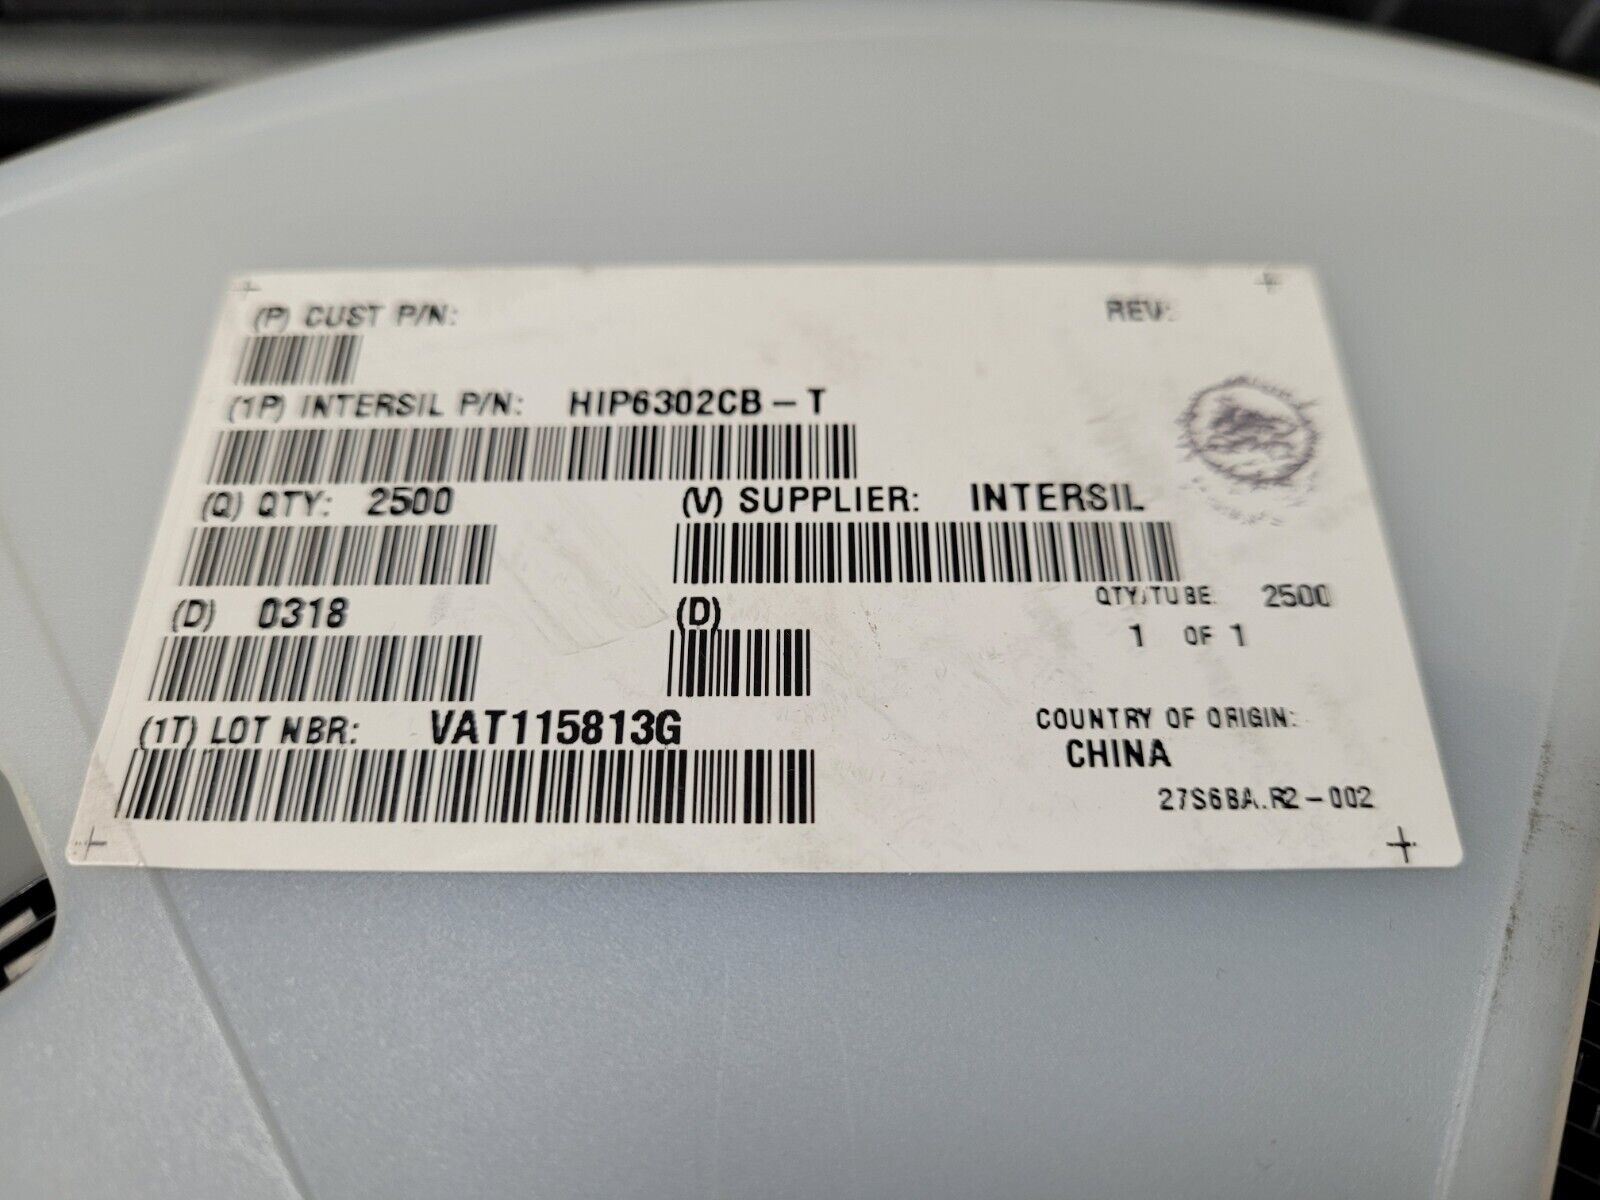 (P) CUST P/N:
REV:
(1P) INTERSIL P/N: HIP6302CB-T
(Q) QTY: 2500
(V) SUPPLIER: INTERSIL
(D) 0318
(D)
QTY/TUBE: 2500
1 OF 1
(1T) LOT NBR: VAT115813G
COUNTRY OF ORIGIN:
CHINA
27S6BA.R2-002